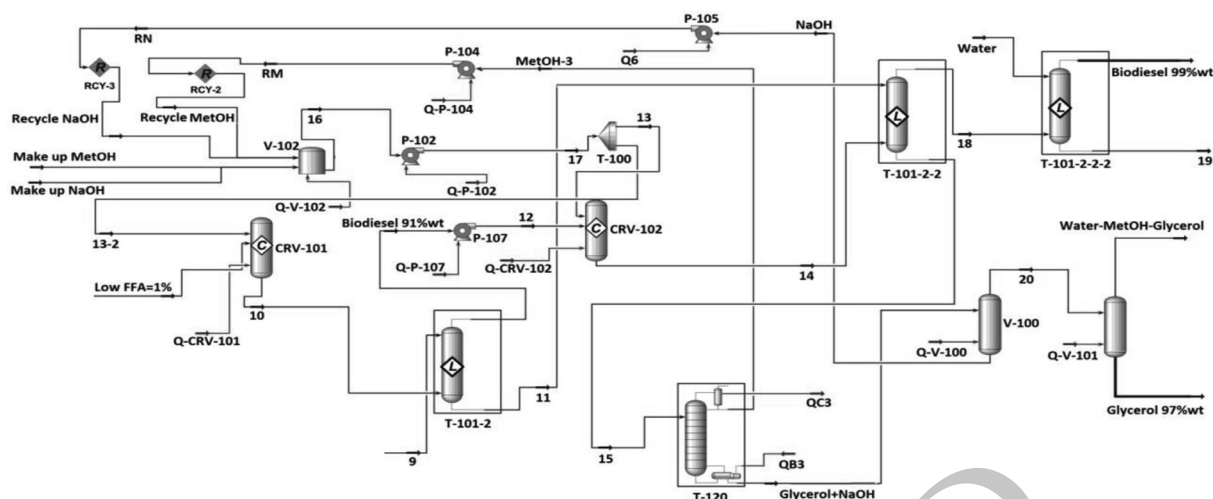 P-105
NaOH
RN
Q6
Water
P-104
MetOH-3
RM
Biodiesel 99%wt
R
RCY-3
R
RCY-2
Q-P-104
L
L
16
13
18
Recycle NaOH
Recycle MetOH
P-102
V-102
17
T-100
19
Make up MetOH
T-101-2-2
T-101-2-2-2
Make up NaOH
Q-P-102
Q-V-102
Biodiesel 91%wt
12
Water-MetOH-Glycerol
13-2
C
CRV-101
P-107
C
CRV-102
Q-P-107
Q-CRV-102
14
20
Low FFA=1%
10
V-100
Q-CRV-101
Q-V-100
Q-V-101
L
11
QC3
Glycerol 97%wt
T-101-2
9
15
QB3
T-120
Glycerol+NaOH